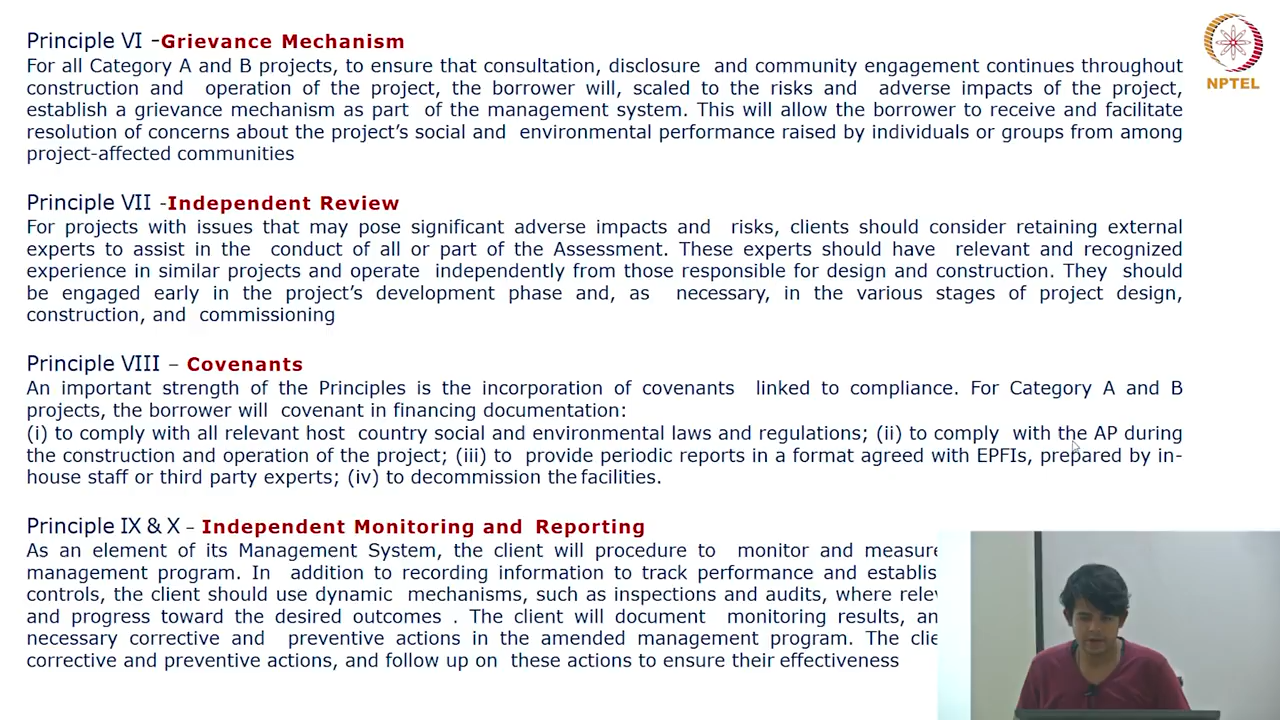 Principle VI -Grievance Mechanism
For all Category A and B projects, to ensure that consultation, disclosure and community engagement continues throughout
construction and operation of the project, the borrower will, scaled to the risks and adverse impacts of the project,
establish a grievance mechanism as part of the management system. This will allow the borrower to receive and facilitate
resolution of concerns about the project's social and environmental performance raised by individuals or groups from among
project-affected communities
NPTEL
Principle VII -Independent Review
For projects with issues that may pose significant adverse impacts and risks, clients should consider retaining external
experts to assist in the conduct of all or part of the Assessment. These experts should have relevant and recognized
experience in similar projects and operate independently from those responsible for design and construction. They should
be engaged early in the project's development phase and, as necessary, in the various stages of project design,
construction, and commissioning
Principle VIII – Covenants
An important strength of the Principles is the incorporation of covenants linked to compliance. For Category A and B
projects, the borrower will covenant in financing documentation:
(i) to comply with all relevant host country social and environmental laws and regulations; (ii) to comply with the AP during
the construction and operation of the project; (iii) to provide periodic reports in a format agreed with EPFIs, prepared by in-
house staff or third party experts; (iv) to decommission the facilities.
Principle IX & X – Independent Monitoring and Reporting
As an element of its Management System, the client will procedure to monitor and measure
management program. In addition to recording information to track performance and
controls, the client should use dynamic mechanisms, such as inspections and audits, where
and progress toward the desired outcomes . The client will document monitoring results,
necessary corrective and preventive actions in the amended management program. The
corrective and preventive actions, and follow up on these actions to ensure their effectiveness